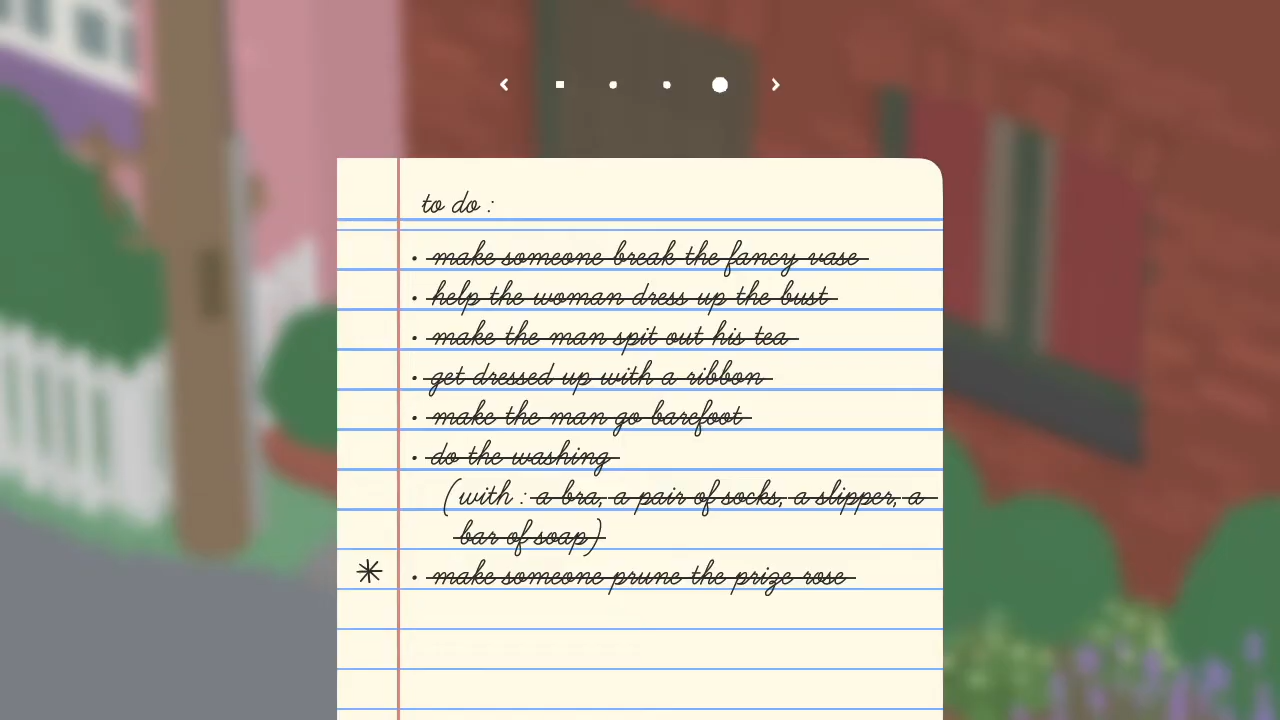 to do :
• make someone break the fancy vase
• help the woman dress up the bust
• make the man spit out his tea
• get dressed up with a ribbon
• make the man go barefoot
• do the washing
(with : a bra, a pair of socks, a slipper, a
bar of soap)
• make someone prune the prize rose